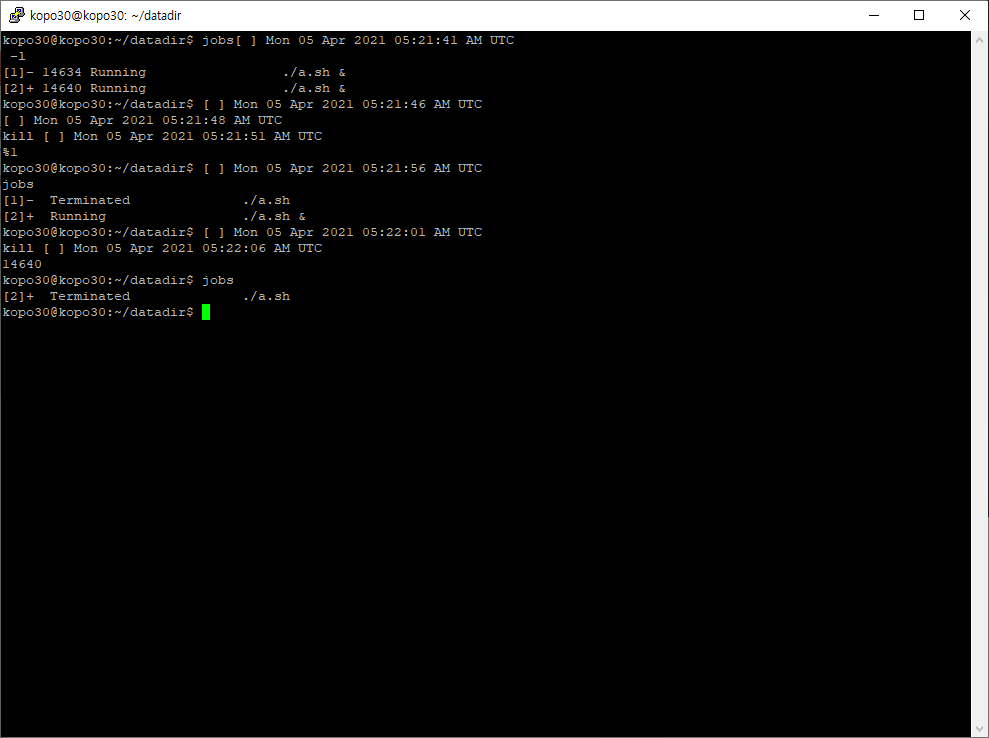 kopo30@kopo30: ~/datadir
kopo30@kopo30:~/datadir$ jobs[ ] Mon 05 Apr 2021 05:21:41 AM UTC
 -l
[1]- 14634 Running                 ./a.sh &
[2]+ 14640 Running                 ./a.sh &
kopo30@kopo30:~/datadir$ [ ] Mon 05 Apr 2021 05:21:46 AM UTC
[ ] Mon 05 Apr 2021 05:21:48 AM UTC
kill [ ] Mon 05 Apr 2021 05:21:51 AM UTC
%1
kopo30@kopo30:~/datadir$ [ ] Mon 05 Apr 2021 05:21:56 AM UTC
jobs
[1]-  Terminated              ./a.sh
[2]+  Running                 ./a.sh &
kopo30@kopo30:~/datadir$ [ ] Mon 05 Apr 2021 05:22:01 AM UTC
kill [ ] Mon 05 Apr 2021 05:22:06 AM UTC
14640
kopo30@kopo30:~/datadir$ jobs
[2]+  Terminated              ./a.sh
kopo30@kopo30:~/datadir$